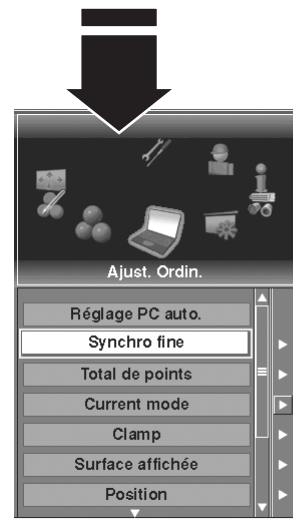 Ajust. Ordin.
Réglage PC auto.
Synchro fine
Total de points
Current mode
Clamp
Surface affichée
Position